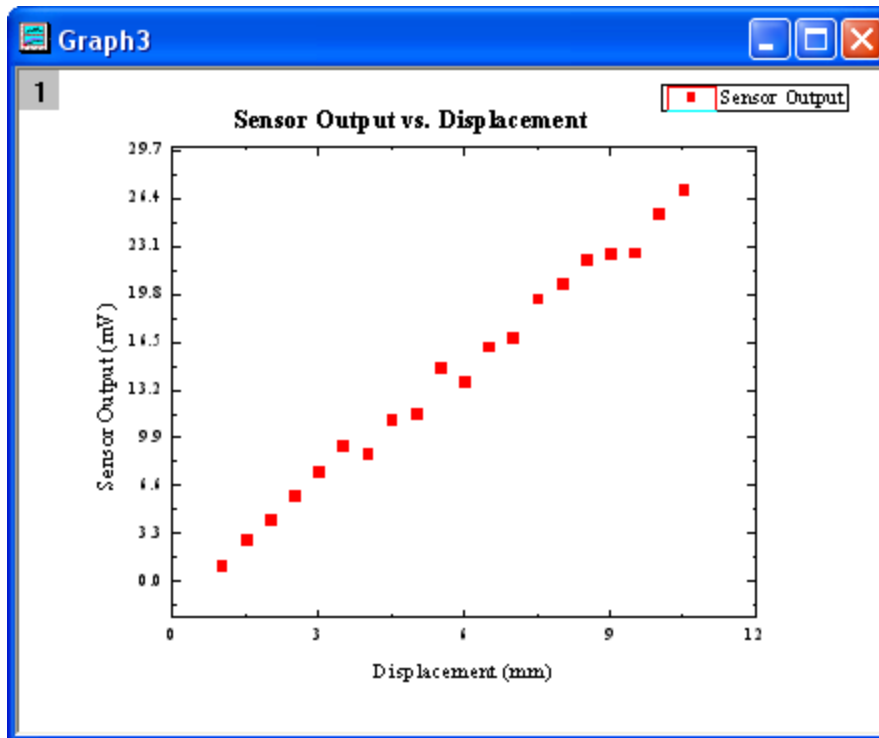 Graph3
1
Sensor Output
Sensor Output vs. Displacement
29.7
26.4
23.1
19.8
16.5
13.2
9.9
6.6
3.3
0.0
Sensor Output (mV)
0 3 6 9 12
Displacement (mm)